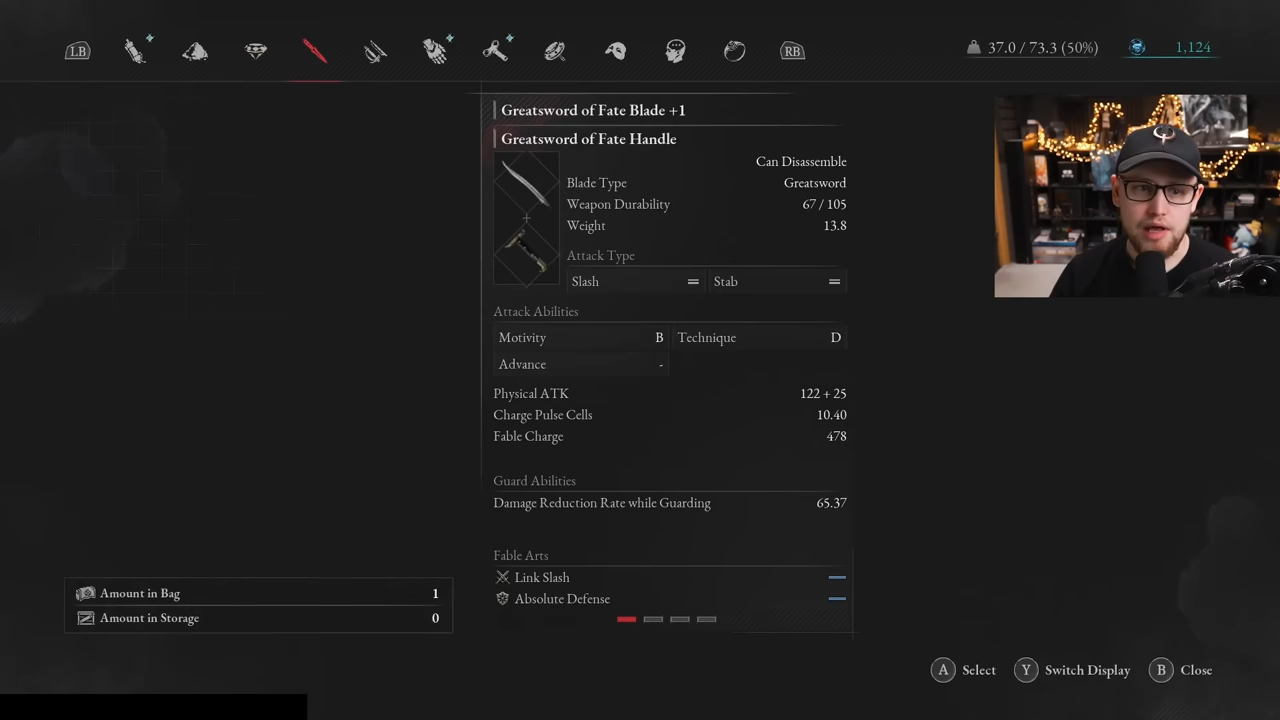 LB
RB
37.0 / 73.3 (50%)
1,124
Greatsword of Fate Blade +1
Greatsword of Fate Handle
Can Disassemble
Blade Type Greatsword
Weapon Durability 67 / 105
Weight 13.8
Attack Type
Slash = Stab =
Attack Abilities
Motivity B Technique D
Advance -
Physical ATK 122 + 25
Charge Pulse Cells 10.40
Fable Charge 478
Guard Abilities
Damage Reduction Rate while Guarding 65.37
Fable Arts
Link Slash
Absolute Defense
Amount in Bag 1
Amount in Storage 0
A Select Y Switch Display B Close